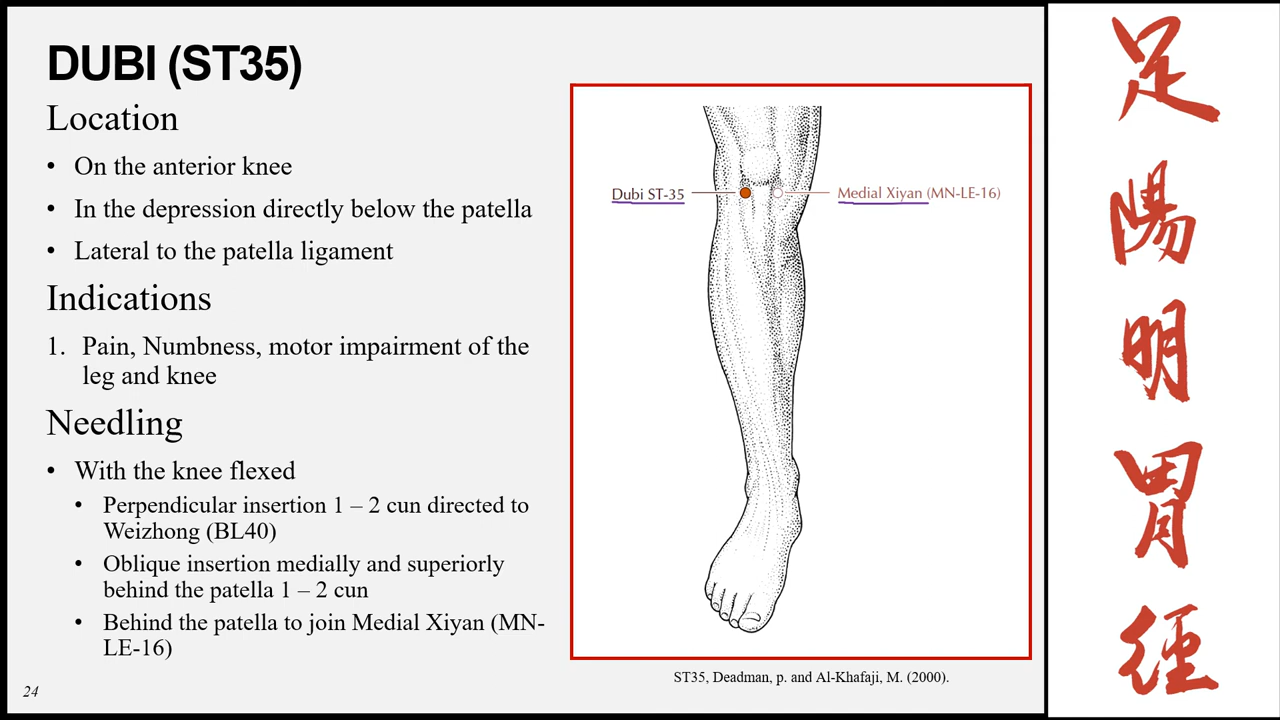 DUBI (ST35)
Location
• On the anterior knee
• In the depression directly below the patella
• Lateral to the patella ligament
Indications
1. Pain, Numbness, motor impairment of the
leg and knee
Needling
• With the knee flexed
• Perpendicular insertion 1 – 2 cun directed to
Weizhong (BL40)
• Oblique insertion medially and superiorly
behind the patella 1 – 2 cun
• Behind the patella to join Medial Xiyan (MN-
LE-16)
24
Dubi ST-35
Medial Xiyan (MN-LE-16)
ST35, Deadman, p. and Al-Khafaji, M. (2000).
足
陽
明
胃
經